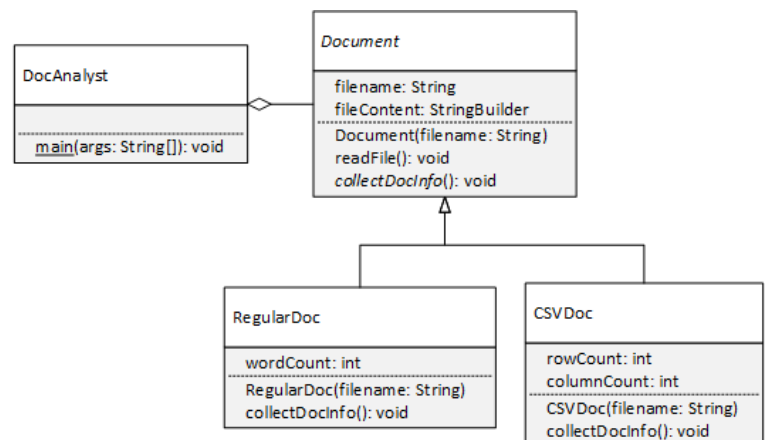 DocAnalyst
main(args: String[]): void
Document
filename: String
fileContent: StringBuilder
Document(filename: String)
readFile(): void
collectDocInfo(): void
RegularDoc
wordCount: int
RegularDoc(filename: String)
collectDocInfo(): void
CSVDoc
rowCount: int
columnCount: int
CSVDoc(filename: String)
collectDocInfo(): void